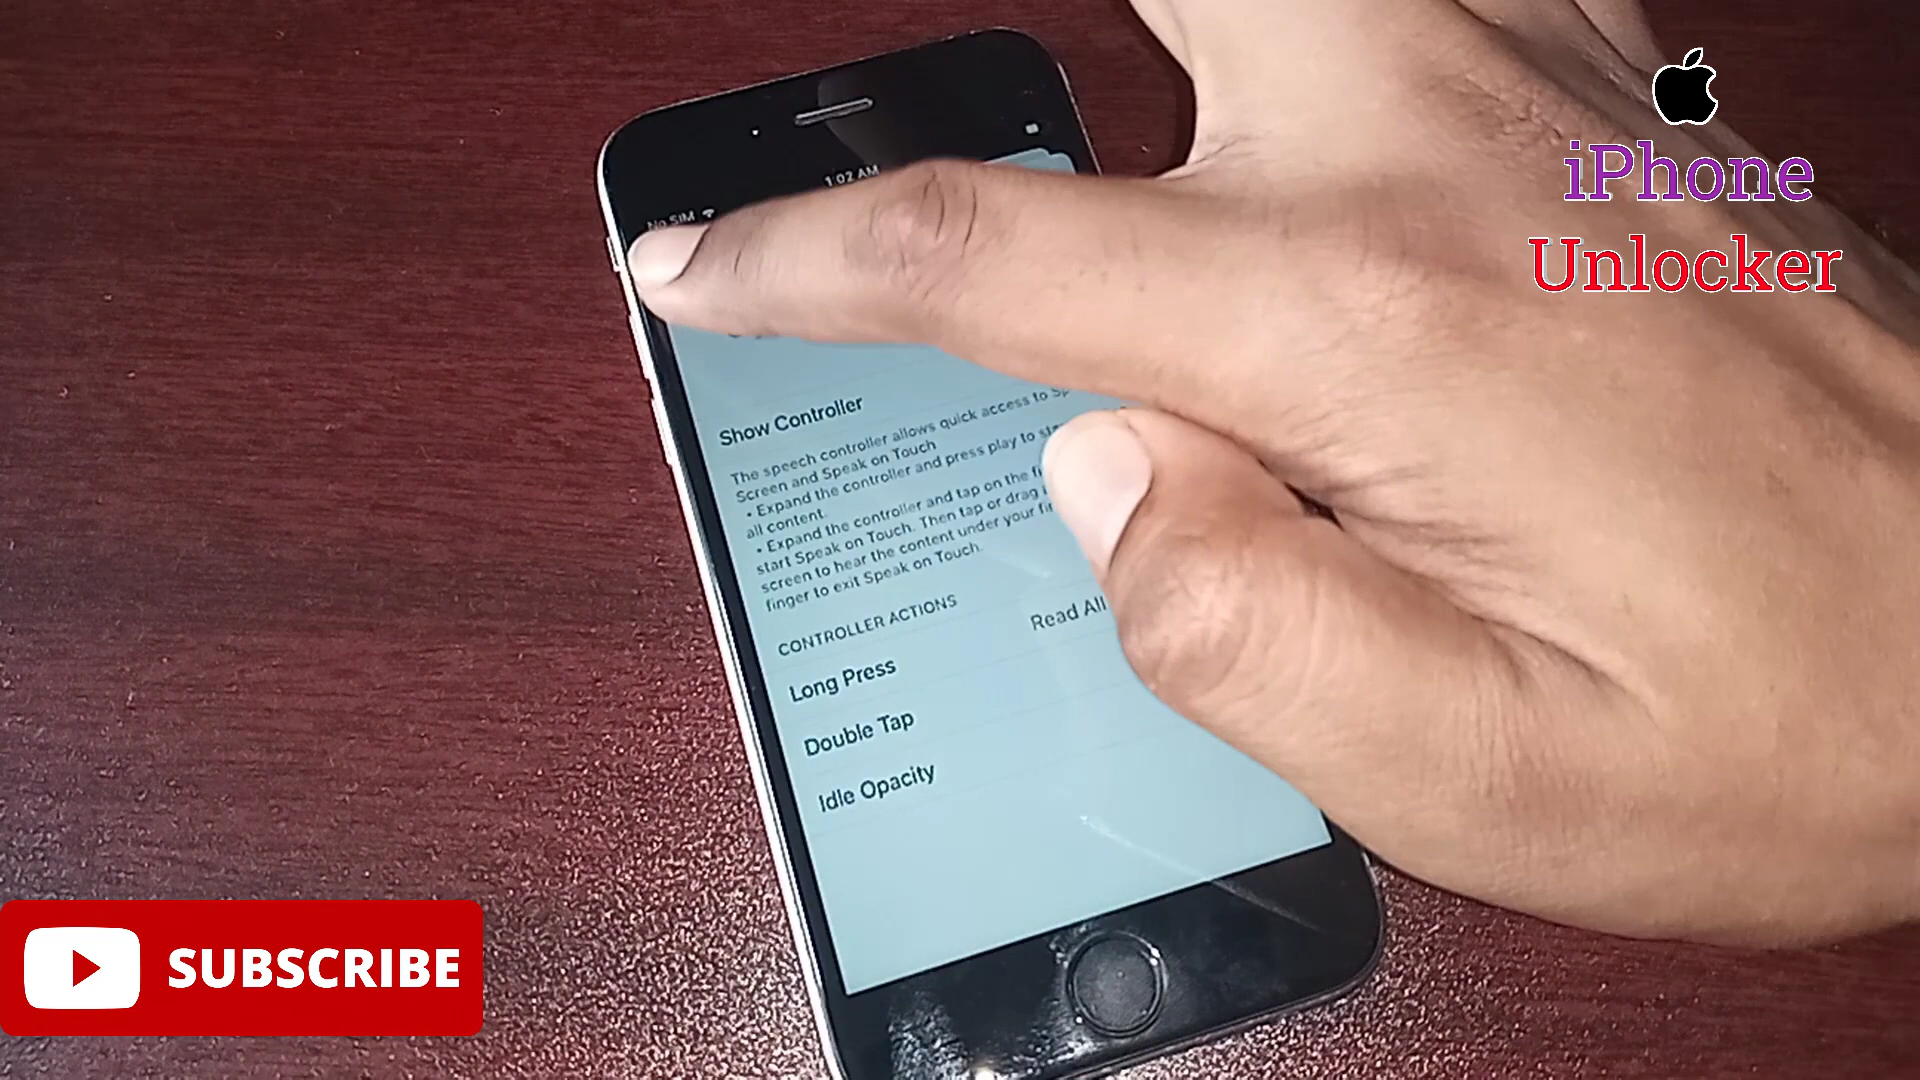 iPhone
Unlocker
1:02 AM
No SIM
Show Controller
The speech controller allows quick access to
Screen and Speak on Touch
• Expand the controller and press play to
all content.
• Expand the controller and tap on the
start Speak on Touch. Then tap or drag
screen to hear the content under your
finger to exit Speak on Touch.
CONTROLLER ACTIONS
Long Press
Read All
Double Tap
Idle Opacity
SUBSCRIBE